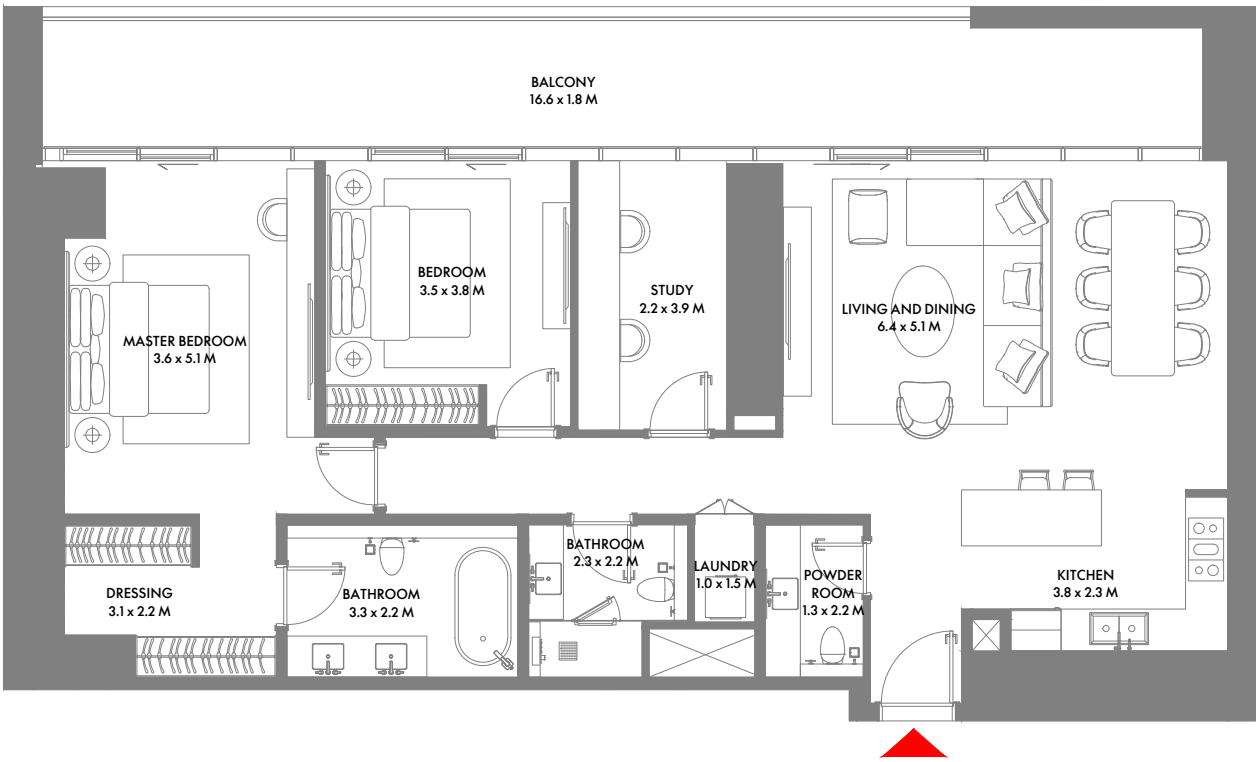 BALCONY
16.6 x 1.8 M
BEDROOM
3.5 x 3.8 M
STUDY
2.2 x 3.9 M
LIVING AND DINING
6.4 x 5.1 M
MASTER BEDROOM
3.6 x 5.1 M
BATHROOM
2.3 x 2.2 M
LAUNDRY
1.0 x 1.5 M
POWDER
ROOM
1.3 x 2.2 M
KITCHEN
3.8 x 2.3 M
DRESSING
3.1 x 2.2 M
BATHROOM
3.3 x 2.2 M